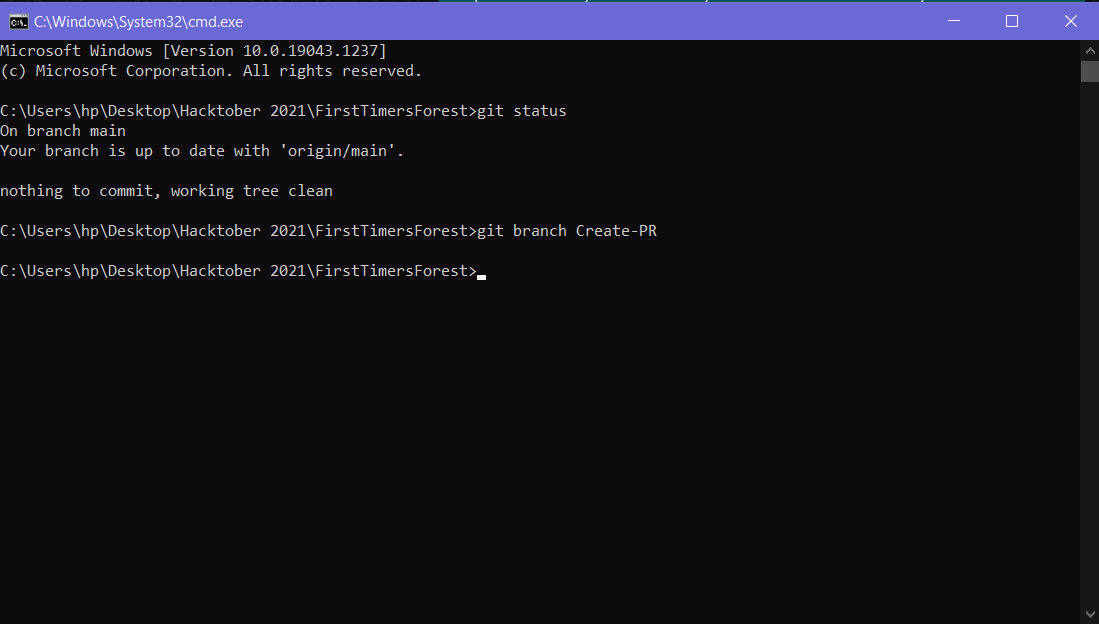 C:\Windows\System32\cmd.exe
Microsoft Windows [Version 10.0.19043.1237]
(c) Microsoft Corporation. All rights reserved.
C:\Users\hp\Desktop\Hacktober 2021\FirstTimersForest>git status
On branch main
Your branch is up to date with 'origin/main'.
nothing to commit, working tree clean
C:\Users\hp\Desktop\Hacktober 2021\FirstTimersForest>git branch Create-PR
C:\Users\hp\Desktop\Hacktober 2021\FirstTimersForest>